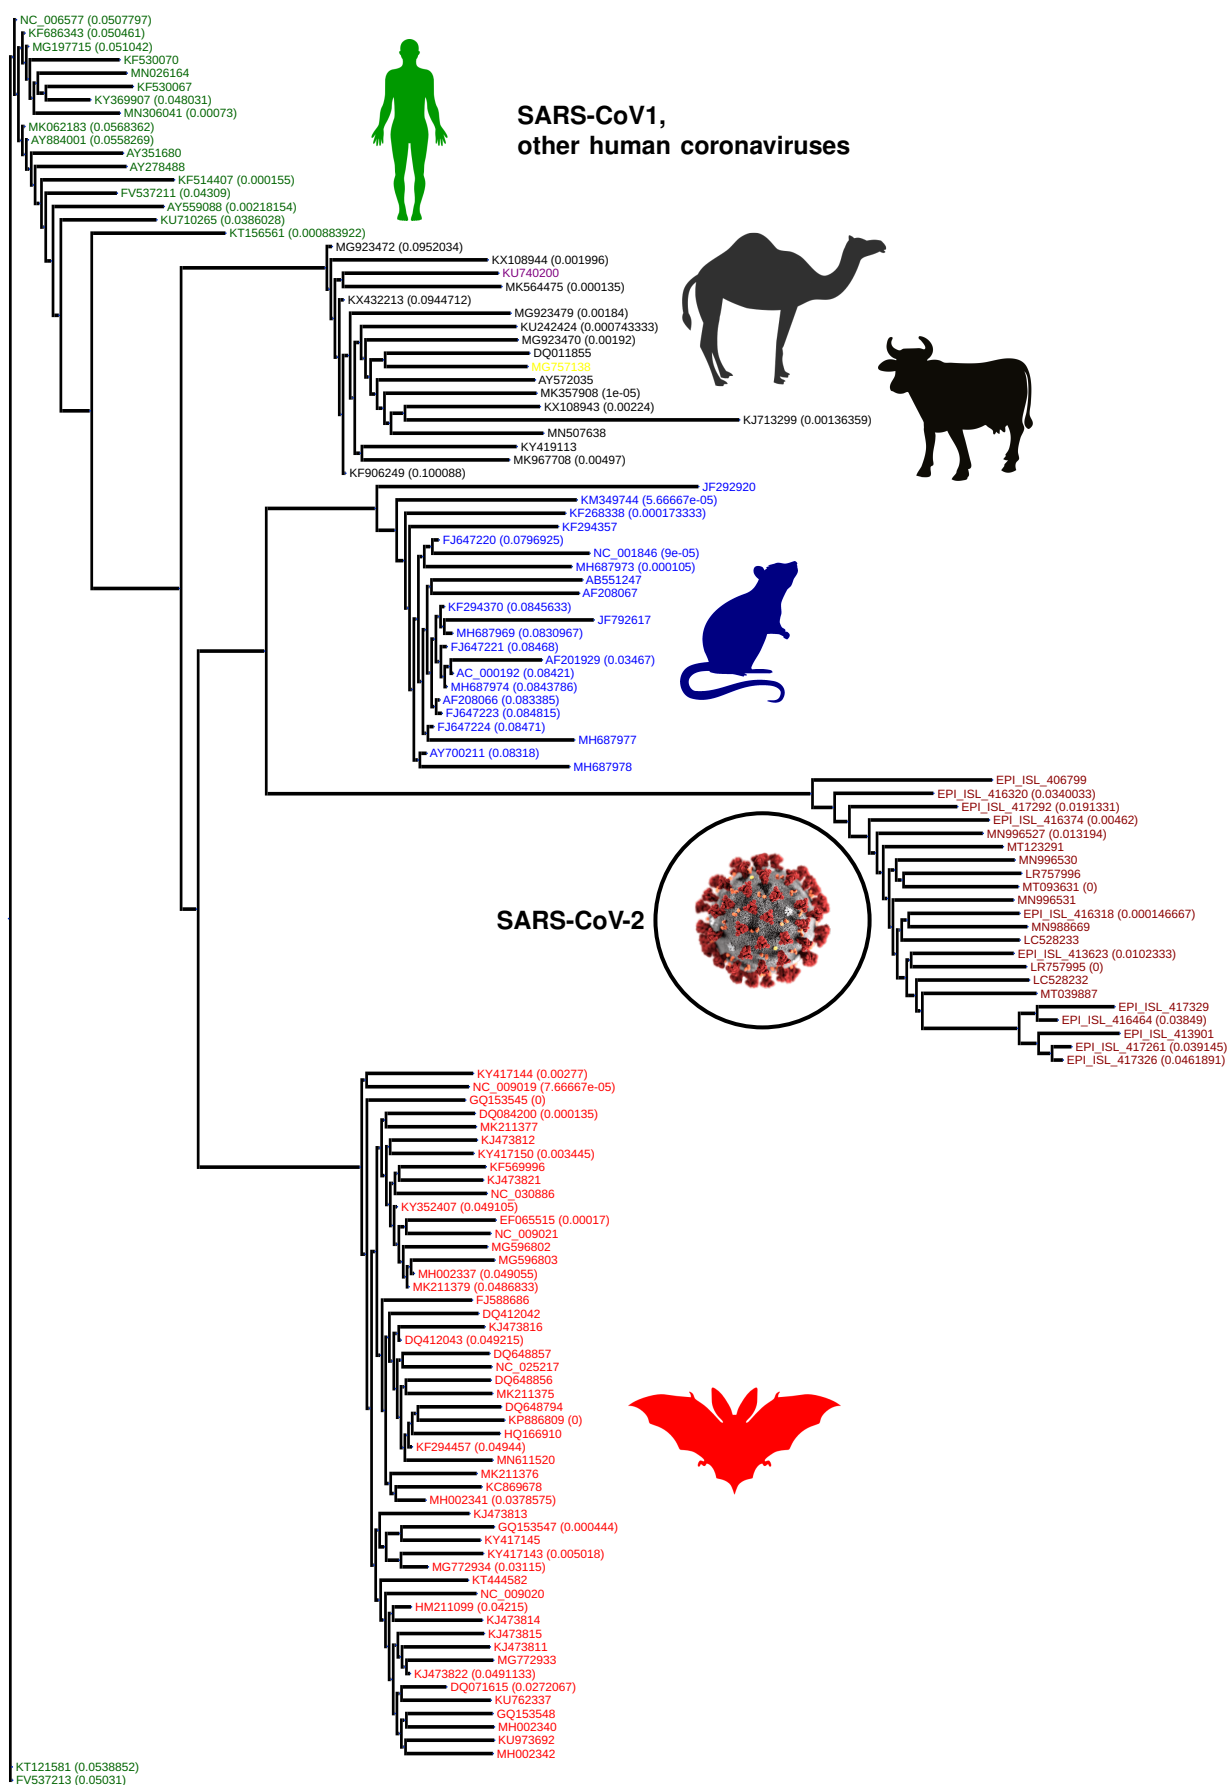 NC_006577 (0.0507797)
KF686343 (0.050461)
MG197715 (0.051042)
KF530070
MN026164
KF530067
KY369907 (0.048031)
MN306041 (0.00073)
SARS-CoV1,
other human coronaviruses
MK062183 (0.0568362)
AY884001 (0.0558269)
AY351680
AY278488
KF514407 (0.000155)
FV537211 (0.04309)
AY559088 (0.00218154)
KU710265 (0.0386028)
KT156561 (0.000883922)
MG923472 (0.0952034)
KX108944 (0.001996)
KU740200
MK564475 (0.000135)
KX432213 (0.0944712)
MG923479 (0.00184)
KU242424 (0.000743333)
MG923470 (0.00192)
DQ011855
MG757138
AY572035
MK357908 (1e-05)
KX108943 (0.00224)
KJ713299 (0.00136359)
MN507638
KY419113
MK967708 (0.00497)
KF906249 (0.100088)
JF292920
KM349744 (5.66667e-05)
KF268338 (0.000173333)
KF294357
FJ647220 (0.0796925)
NC_001846 (9e-05)
MH687973 (0.000105)
AB551247
AF208067
KF294370 (0.0845633)
JF792617
MH687969 (0.0830967)
FJ647221 (0.08468)
AF201929 (0.03467)
AC_000192 (0.08421)
MH687974 (0.0843786)
AF208066 (0.083385)
FJ647223 (0.084815)
FJ647224 (0.08471)
MH687977
AY700211 (0.08318)
MH687978
EPI_ISL_406799
EPI_ISL_416320 (0.0340033)
EPI_ISL_417292 (0.0191331)
EPI_ISL_416374 (0.00462)
MN996527 (0.013194)
MT123291
MN996530
LR757996
MT093631 (0)
MN996531
EPI_ISL_416318 (0.000146667)
SARS-CoV-2
MN988669
LC528233
EPI_ISL_413623 (0.0102333)
LR757995 (0)
LC528232
MT039887
EPI_ISL_417329
EPI_ISL_416464 (0.03849)
EPI_ISL_413901
EPI_ISL_417261 (0.039145)
EPI_ISL_417326 (0.0461891)
KY417144 (0.00277)
NC_009019 (7.66667e-05)
GQ153545 (0)
DQ084200 (0.000135)
MK211377
KJ473812
KY417150 (0.003445)
KF569996
KJ473821
NC_030886
KY352407 (0.049105)
EF065515 (0.00017)
NC_009021
MG596802
MG596803
MH002337 (0.049055)
MK211379 (0.0486833)
FJ588686
DQ412042
KJ473816
DQ412043 (0.049215)
DQ648857
NC_025217
DQ648856
MK211375
DQ648794
KP886809 (0)
HQ166910
KF294457 (0.04944)
MN611520
MK211376
KC869678
MH002341 (0.0378575)
KJ473813
GQ153547 (0.000444)
KY417145
KY417143 (0.005018)
MG772934 (0.03115)
KT444582
NC_009020
HM211099 (0.04215)
KJ473814
KJ473815
KJ473811
MG772933
KJ473822 (0.0491133)
DQ071615 (0.0272067)
KU762337
GQ153548
MH002340
KU973692
MH002342
KT121581 (0.0538852)
FV537213 (0.05031)